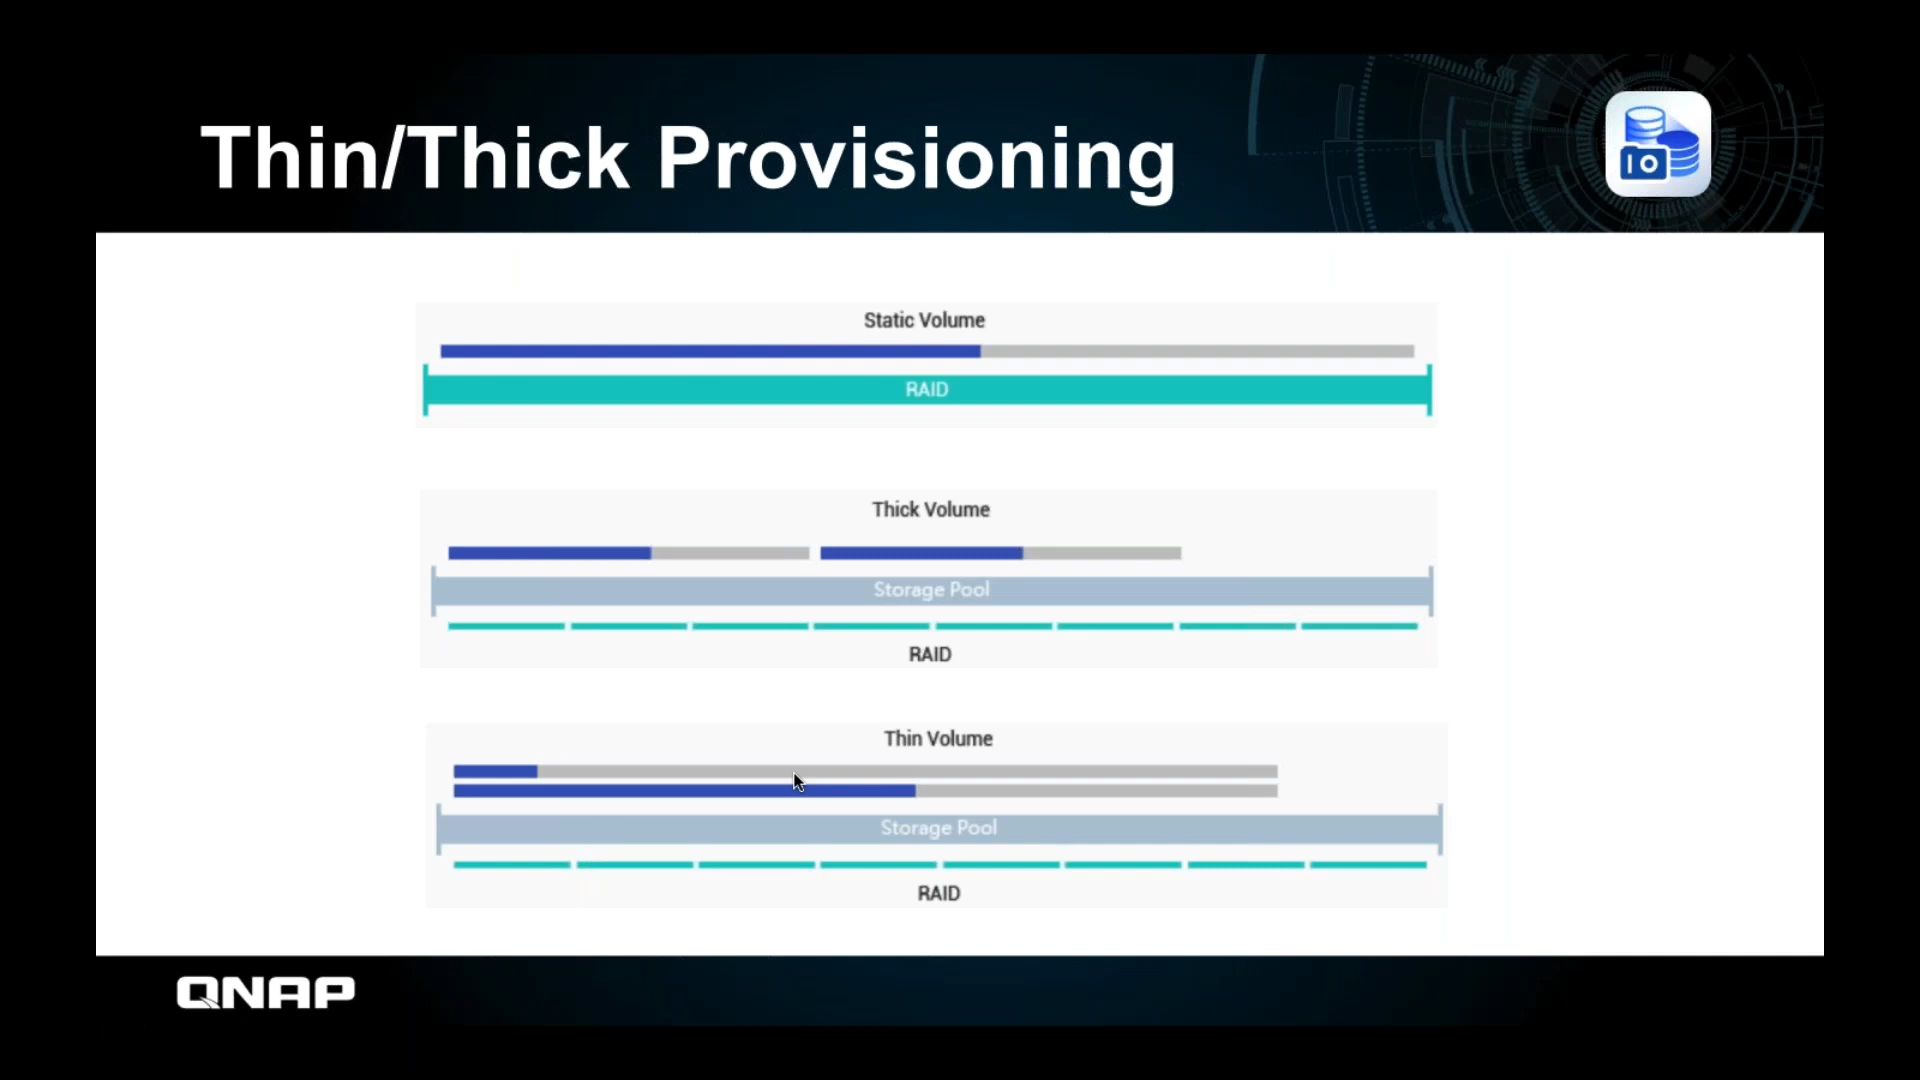 Thin/Thick Provisioning
Static Volume
RAID
Thick Volume
Storage Pool
RAID
Thin Volume
Storage Pool
RAID
QNAP